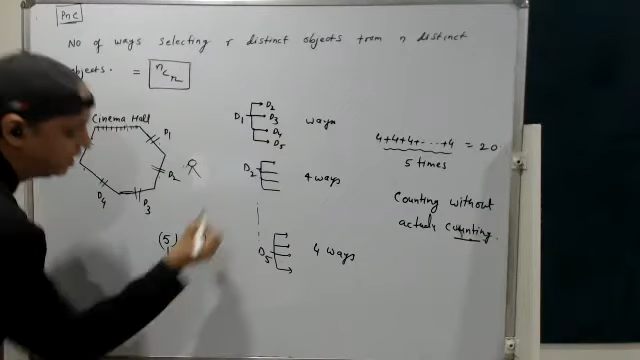 PnC
No of ways selecting r distinct objects from n distinct
objects. = nCr
Cinema Hall
D1
D2
D3
D4
(5)
D1
D2
D3
D4
D5
ways
D2
4 ways
D5
4 ways
4+4+4+....+4 = 20
5 times
Counting without
actually counting.